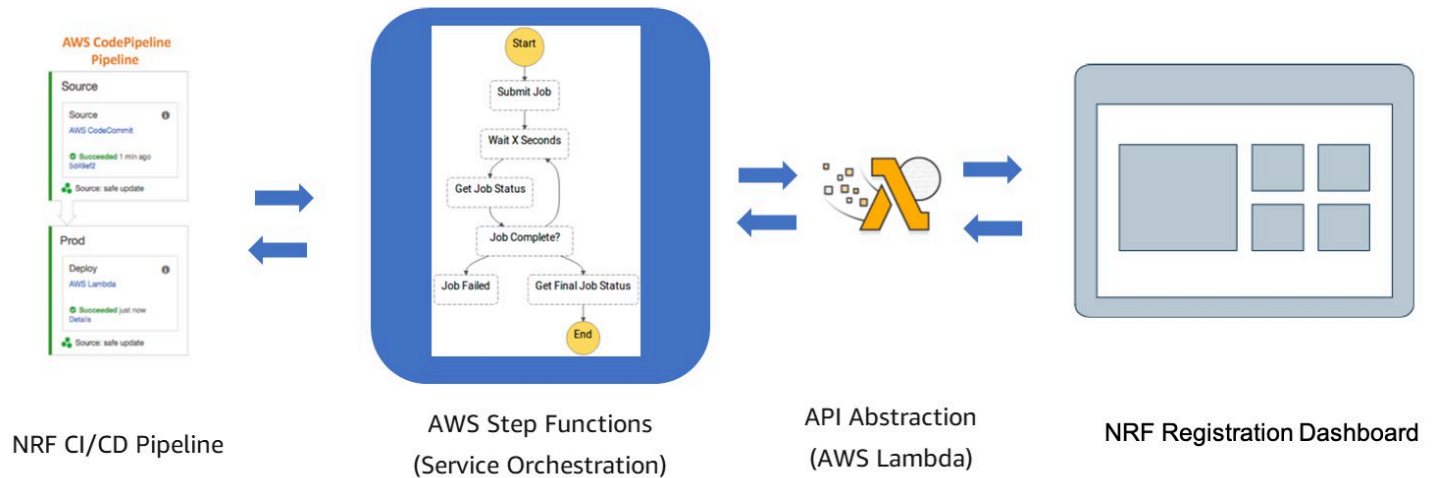 AWS CodePipeline
Pipeline
Source
Source
AWS CodeCommit
Succeeded 1 min ago
5d49ef2
Source: safe update
Prod
Deploy
AWS Lambda
Succeeded just now
Details
Source: safe update
NRF CI/CD Pipeline
Start
Submit Job
Wait X Seconds
Get Job Status
Job Complete?
Job Failed
Get Final Job Status
End
AWS Step Functions
(Service Orchestration)
API Abstraction
(AWS Lambda)
NRF Registration Dashboard